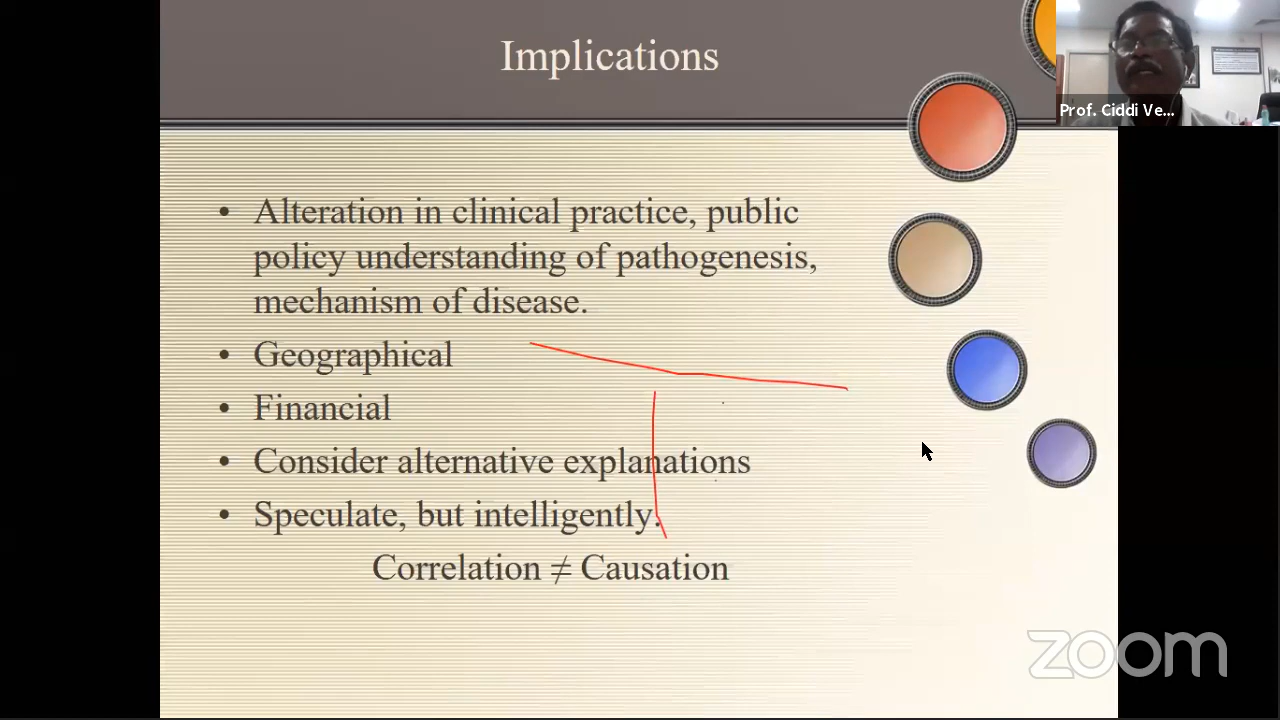 Implications
Prof. Ciddi Ve...
• Alteration in clinical practice, public
policy understanding of pathogenesis,
mechanism of disease.
• Geographical
• Financial
• Consider alternative explanations
• Speculate, but intelligently.
Correlation ≠ Causation
zoom